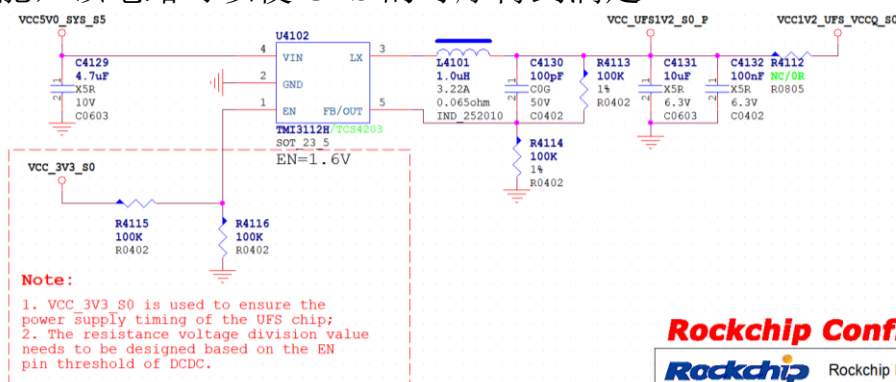 VCC5V0_SYS_S5
VCC_UFS1V2_S0_P
VCC1V2_UFS_VCCQ_S0
U4102
4
VIN
LX
3
2
GND
1
EN
FB/OUT
5
TMI3112H/TCS4203
SOT_23_5
EN=1.6V
C4129
4.7uF
X5R
10V
C0603
L4101
1.0uH
3.22A
0.065ohm
IND_252010
C4130
100pF
C0G
50V
C0402
R4113
100K
1%
R0402
C4131
10uF
X5R
6.3V
C0603
C4132
100nF
X5R
6.3V
C0402
R4112
NC/0R
R0805
R4114
100K
1%
R0402
VCC_3V3_S0
R4115
100K
R0402
R4116
100K
R0402
Note:
1. VCC_3V3_S0 is used to ensure the
power supply timing of the UFS chip;
2. The resistance voltage division value
needs to be designed based on the EN
pin threshold of DCDC.
Rockchip Conf
Rockchip
Rockchip